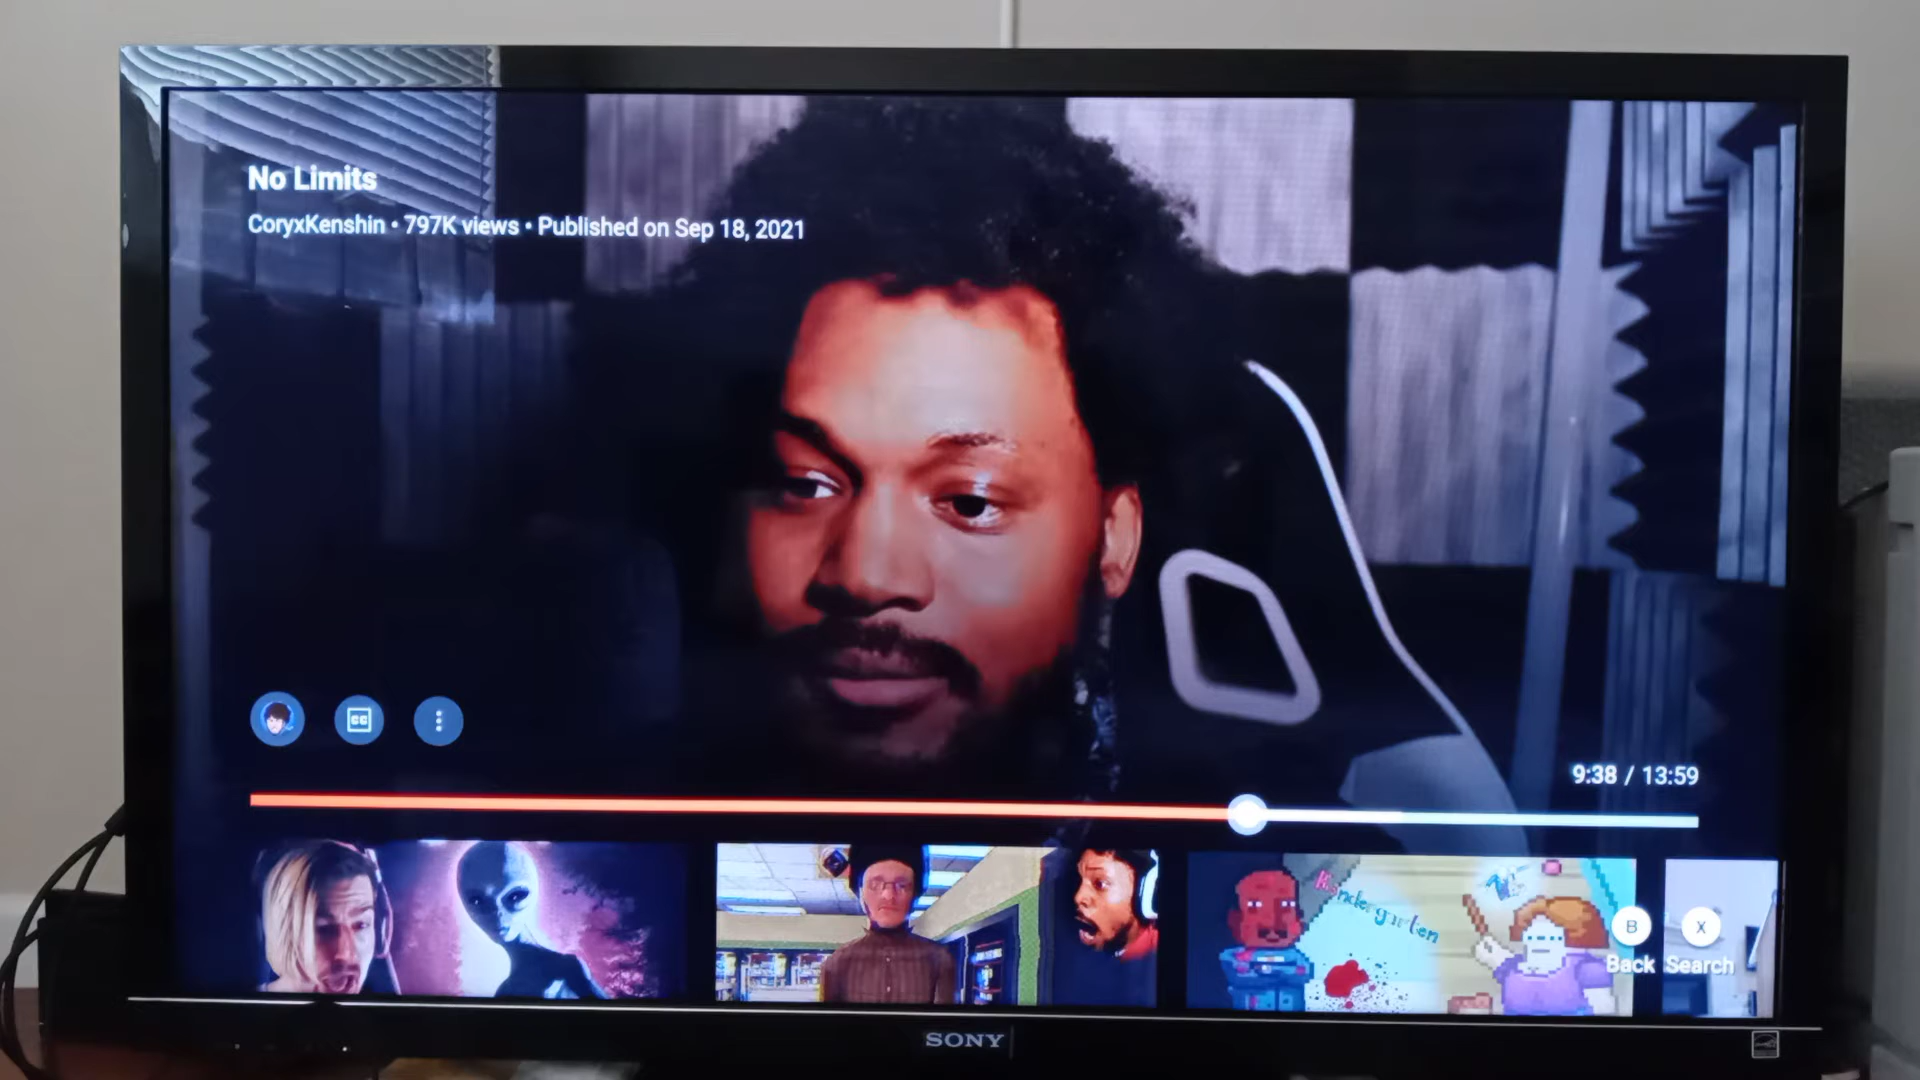 No Limits
CoryxKenshin • 797K views • Published on Sep 18, 2021
CC
9:38 / 13:59
Kindergarten
B
X
Back
Search
SONY